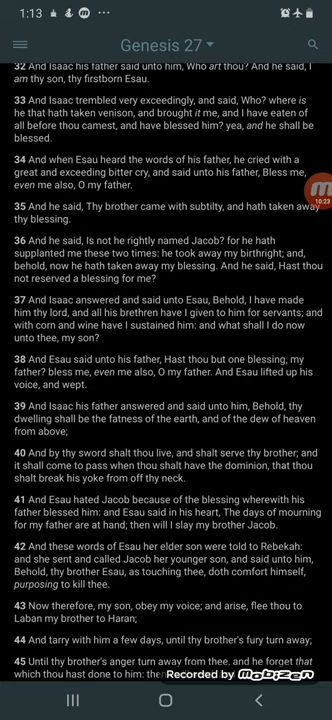 1:13
Genesis 27
32 And Isaac his father said unto him, Who art thou? And he said, I
am thy son, thy firstborn Esau.
33 And Isaac trembled very exceedingly, and said, Who? where is
he that hath taken venison, and brought it me, and I have eaten of
all before thou camest, and have blessed him? yea, and he shall be
blessed.
34 And when Esau heard the words of his father, he cried with a
great and exceeding bitter cry, and said unto his father, Bless me,
even me also, O my father.
10:23
35 And he said, Thy brother came with subtilty, and hath taken away
thy blessing.
36 And he said, Is not he rightly named Jacob? for he hath
supplanted me these two times: he took away my birthright; and,
behold, now he hath taken away my blessing. And he said, Hast thou
not reserved a blessing for me?
37 And Isaac answered and said unto Esau, Behold, I have made
him thy lord, and all his brethren have I given to him for servants; and
with corn and wine have I sustained him: and what shall I do now
unto thee, my son?
38 And Esau said unto his father, Hast thou but one blessing, my
father? bless me, even me also, O my father. And Esau lifted up his
voice, and wept.
39 And Isaac his father answered and said unto him, Behold, thy
dwelling shall be the fatness of the earth, and of the dew of heaven
from above;
40 And by thy sword shalt thou live, and shalt serve thy brother; and
it shall come to pass when thou shalt have the dominion, that thou
shalt break his yoke from off thy neck.
41 And Esau hated Jacob because of the blessing wherewith his
father blessed him: and Esau said in his heart, The days of mourning
for my father are at hand; then will I slay my brother Jacob.
42 And these words of Esau her elder son were told to Rebekah:
and she sent and called Jacob her younger son, and said unto him,
Behold, thy brother Esau, as touching thee, doth comfort himself,
purposing to kill thee.
43 Now therefore, my son, obey my voice; and arise, flee thou to
Laban my brother to Haran;
44 And tarry with him a few days, until thy brother's fury turn away;
45 Until thy brother's anger turn away from thee, and he forget that
which thou hast done to him: then
Recorded by mobizen